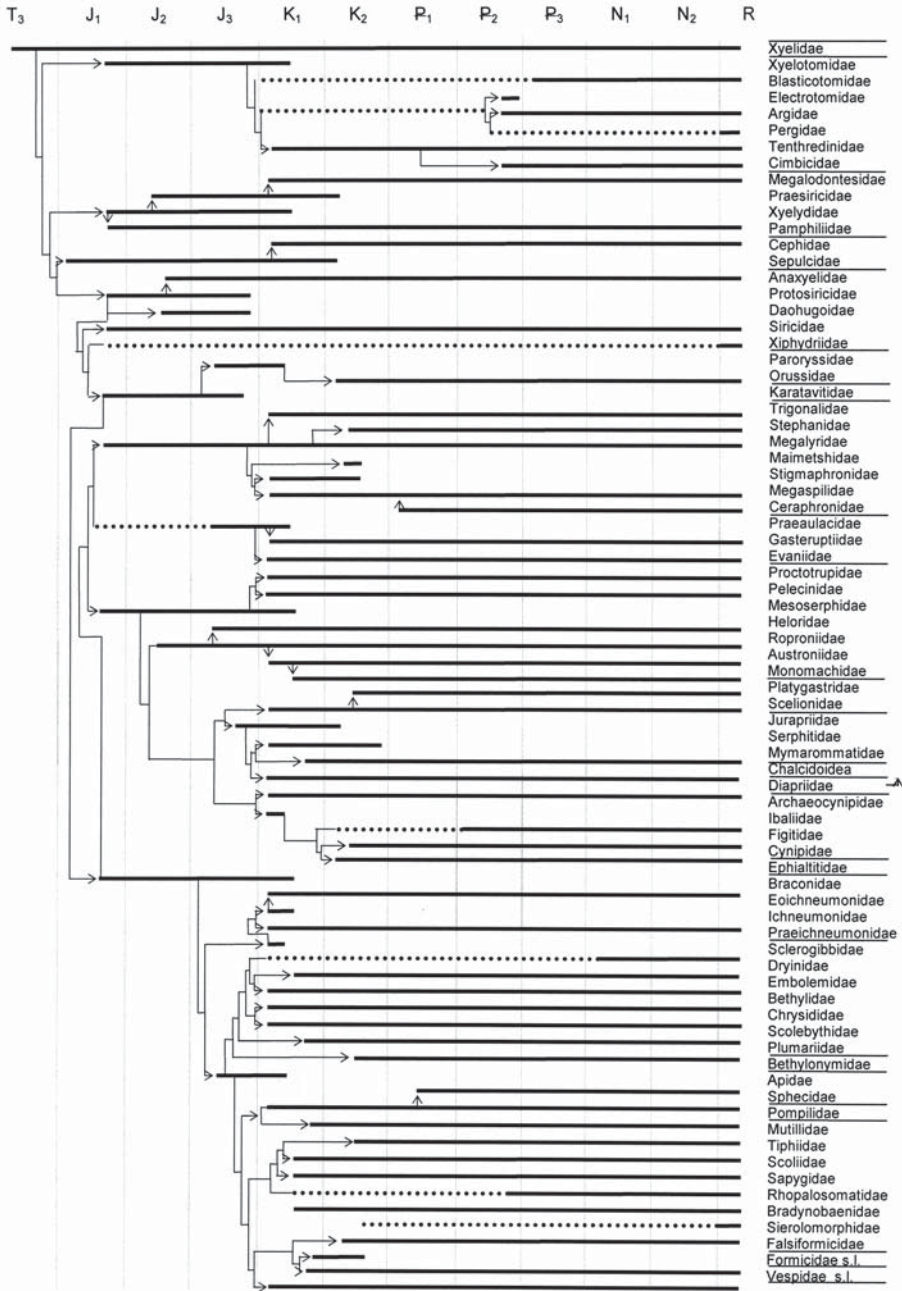 T3 J1 J2 J3 K1 K2 P1 P2 P3 N1 N2 R
Xyelidae
Xyelotomidae
Blasticotomidae
Electrotomidae
Argidae
Pergidae
Tenthredinidae
Cimbicidae
Megalodontesidae
Praesiricidae
Xyelydidae
Pamphiliidae
Cephidae
Sepulcidae
Anaxyelidae
Protosiricidae
Daohugoidae
Siricidae
Xiphydriidae
Paroryssidae
Orussidae
Karatavitidae
Trigonalidae
Stephanidae
Megalyridae
Maimetshidae
Stigmaphronidae
Megaspilidae
Ceraphronidae
Praeaulacidae
Gasteruptiidae
Evaniidae
Proctotrupidae
Pelecinidae
Mesoserphidae
Heloridae
Roproniidae
Austroniidae
Monomachidae
Platygastridae
Scelionidae
Jurapriidae
Serphitidae
Mymarommatidae
Chalcidoidea
Diapriidae
Archaeocynipidae
Ibaliidae
Figitidae
Cynipidae
Ephialtitidae
Braconidae
Eoichneumonidae
Ichneumonidae
Praeichneumonidae
Sclerogibbidae
Dryinidae
Embolemidae
Bethylidae
Chrysididae
Scolebythidae
Plumariidae
Bethylonymidae
Apidae
Sphecidae
Pompilidae
Mutillidae
Tiphiidae
Scoliidae
Sapygidae
Rhopalosomatidae
Bradynobaenidae
Sierolomorphidae
Falsiformicidae
Formicidae s.l.
Vespidae s.l.